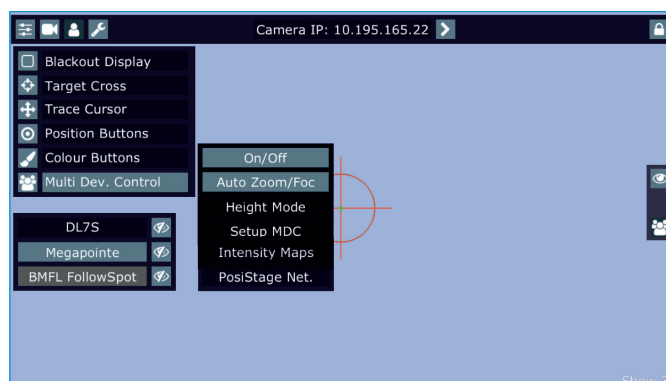 Camera IP: 10.195.165.22
Blackout Display
Target Cross
Trace Cursor
Position Buttons
Colour Buttons
Multi Dev. Control
On/Off
Auto Zoom/Foc
Height Mode
Setup MDC
Intensity Maps
PosiStage Net.
DL7S
Megapointe
BMFL FollowSpot